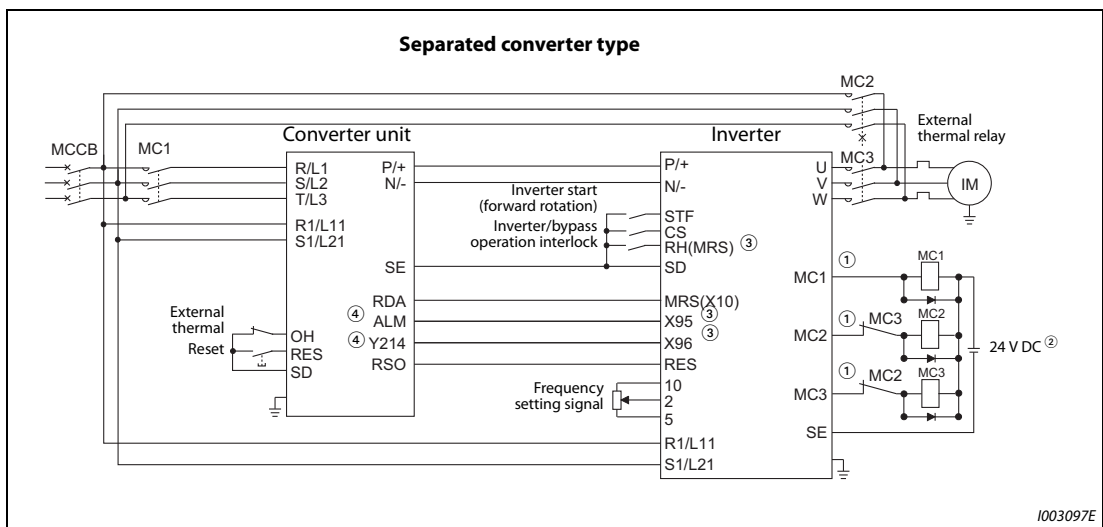 Separated converter type
MC2
External
thermal relay
MCCB
MC1
Converter unit
Inverter
R/L1
S/L2
T/L3
R1/L11
S1/L21
P/+
N/-
SE
RDA
④ ALM
④ Y214
RSO
External
thermal
Reset
OH
RES
SD
Inverter start
(forward rotation)
Inverter/bypass
operation interlock
P/+
N/-
STF
CS
RH(MRS) ③
SD
MRS(X10)
X95 ③
X96 ③
RES
Frequency
setting signal
10
2
5
R1/L11
S1/L21
U
V
W
MC3
IM
MC1
①
MC1
MC2
① MC3
MC2
MC3
① MC2
MC3
SE
24 V DC ②
I003097E